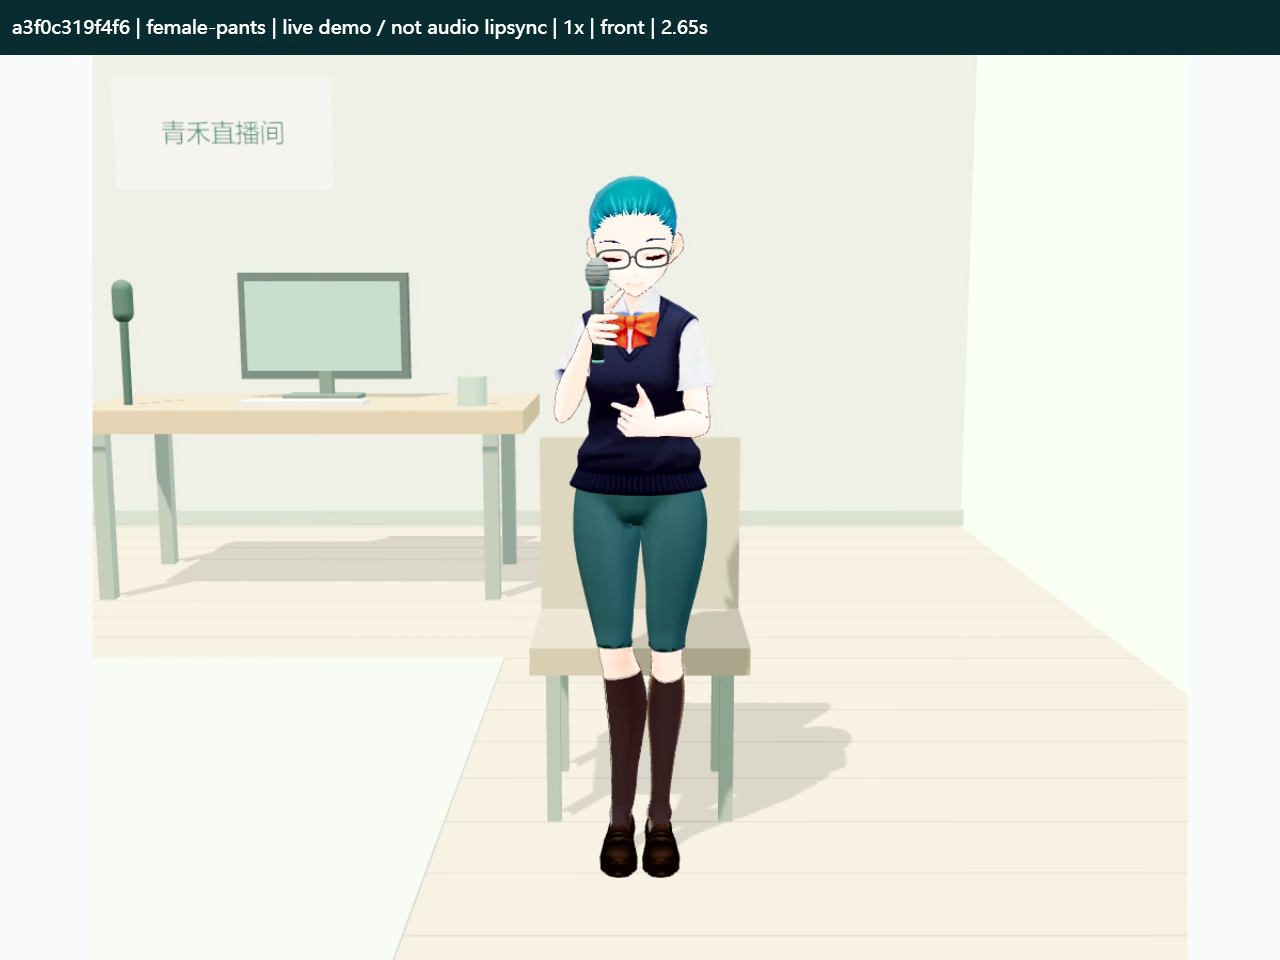 a3f0c319f4f6 | female-pants | live demo / not audio lipsync | 1x | front | 2.65s
青禾直播间